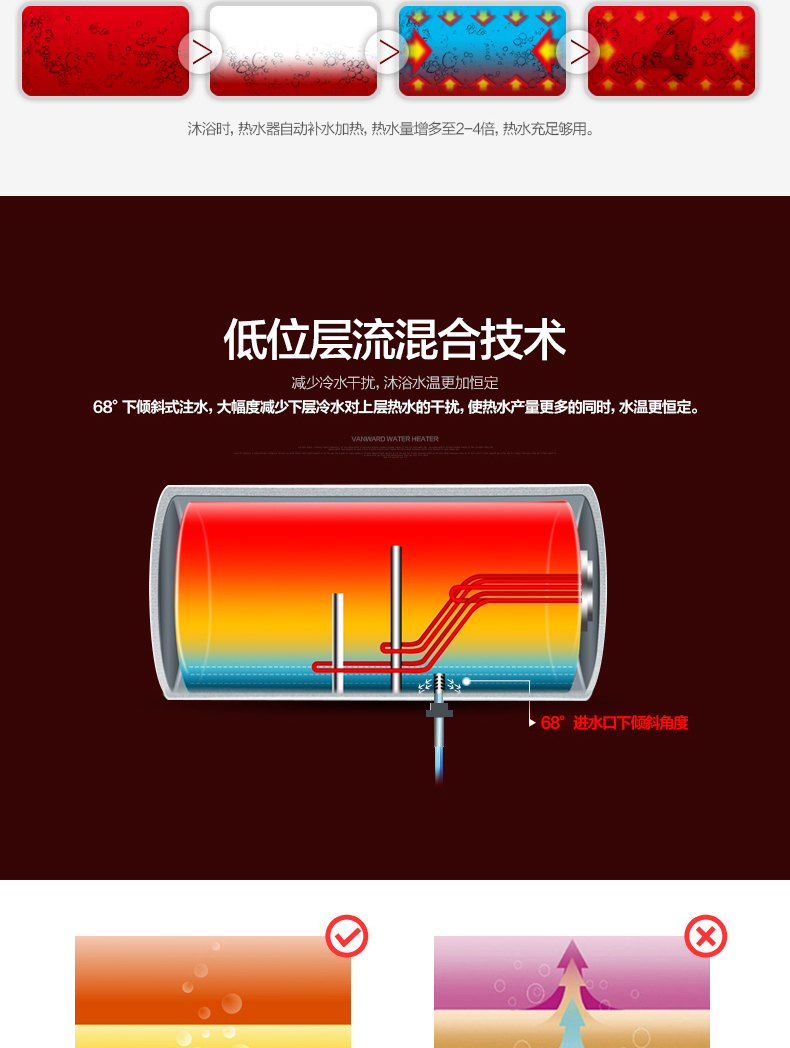 沐浴时, 热水器自动补水加热, 热水量增多至2-4倍, 热水充足够用。
低位层流混合技术
减少冷水干扰, 沐浴水温更加恒定
68° 下倾斜式注水, 大幅度减少下层冷水对上层热水的干扰, 使热水产量更多的同时, 水温更恒定。
VANWARD WATER HEATER
68° 进水口下倾斜角度